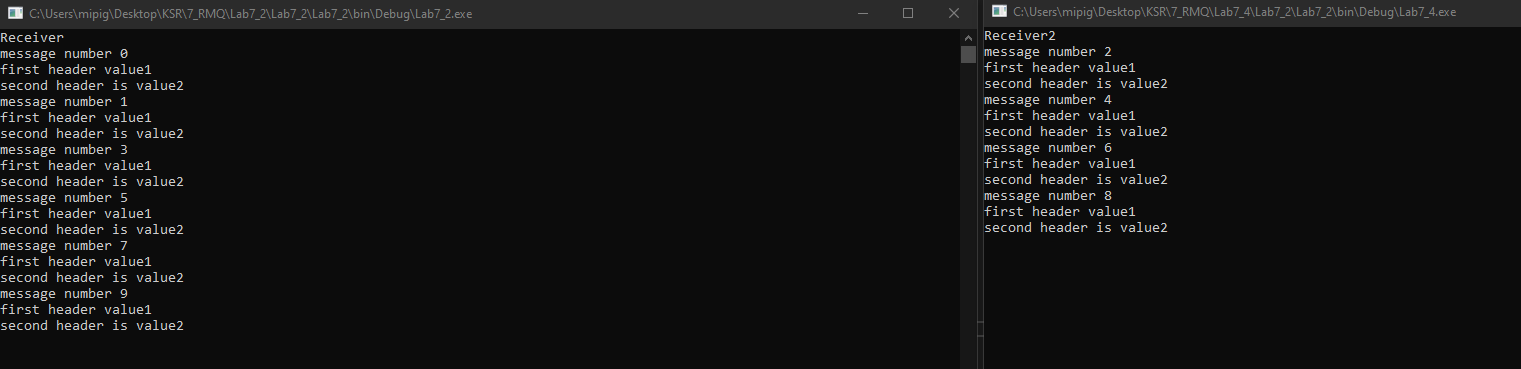 C:\Users\mipig\Desktop\KSR\7_RMQ\Lab7_2\Lab7_2\Lab7_2\bin\Debug\Lab7_2.exe
Receiver
message number 0
first header value1
second header is value2
message number 1
first header value1
second header is value2
message number 3
first header value1
second header is value2
message number 5
first header value1
second header is value2
message number 7
first header value1
second header is value2
message number 9
first header value1
second header is value2
C:\Users\mipig\Desktop\KSR\7_RMQ\Lab7_4\Lab7_2\Lab7_2\bin\Debug\Lab7_4.exe
Receiver2
message number 2
first header value1
second header is value2
message number 4
first header value1
second header is value2
message number 6
first header value1
second header is value2
message number 8
first header value1
second header is value2